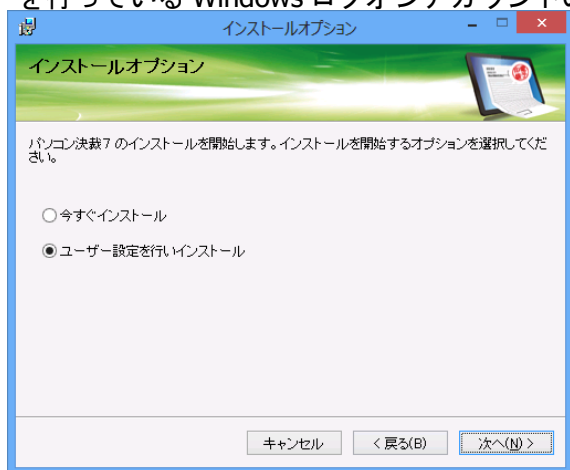 を行っている Windows ログオンアカウントの
インストールオプション
インストールオプション
パソコン決裁7 のインストールを開始します。インストールを開始するオプションを選択してくだ
さい。
今すぐインストール
ユーザー設定を行いインストール
キャンセル < 戻る(B) 次へ(N) >